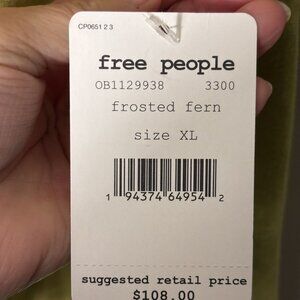 CP0651 2 3
free people
OB1129938 3300
frosted fern
size XL
1 94374 64954 2
suggested retail price
$108.00